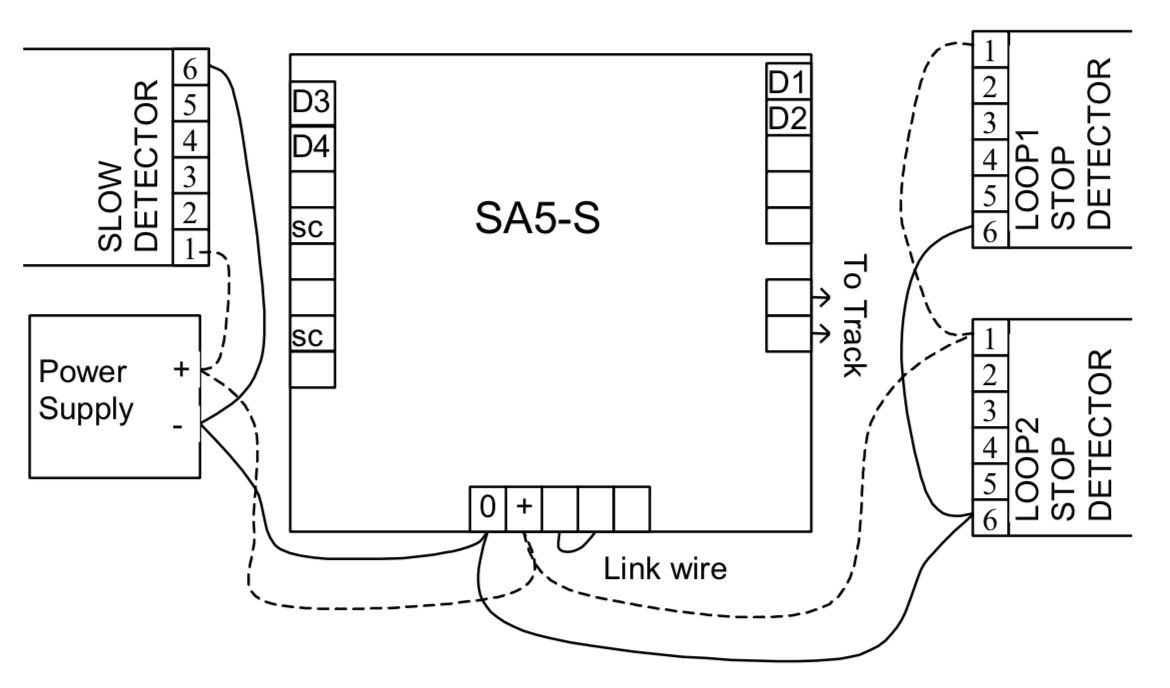 6
5
4
3
2
1
SLOW
DETECTOR
Power
Supply
+
-
D3
D4
sc
sc
SA5-S
D1
D2
To Track
0
+
Link wire
1
2
3
4
5
6
LOOP1
STOP
DETECTOR
1
2
3
4
5
6
LOOP2
STOP
DETECTOR